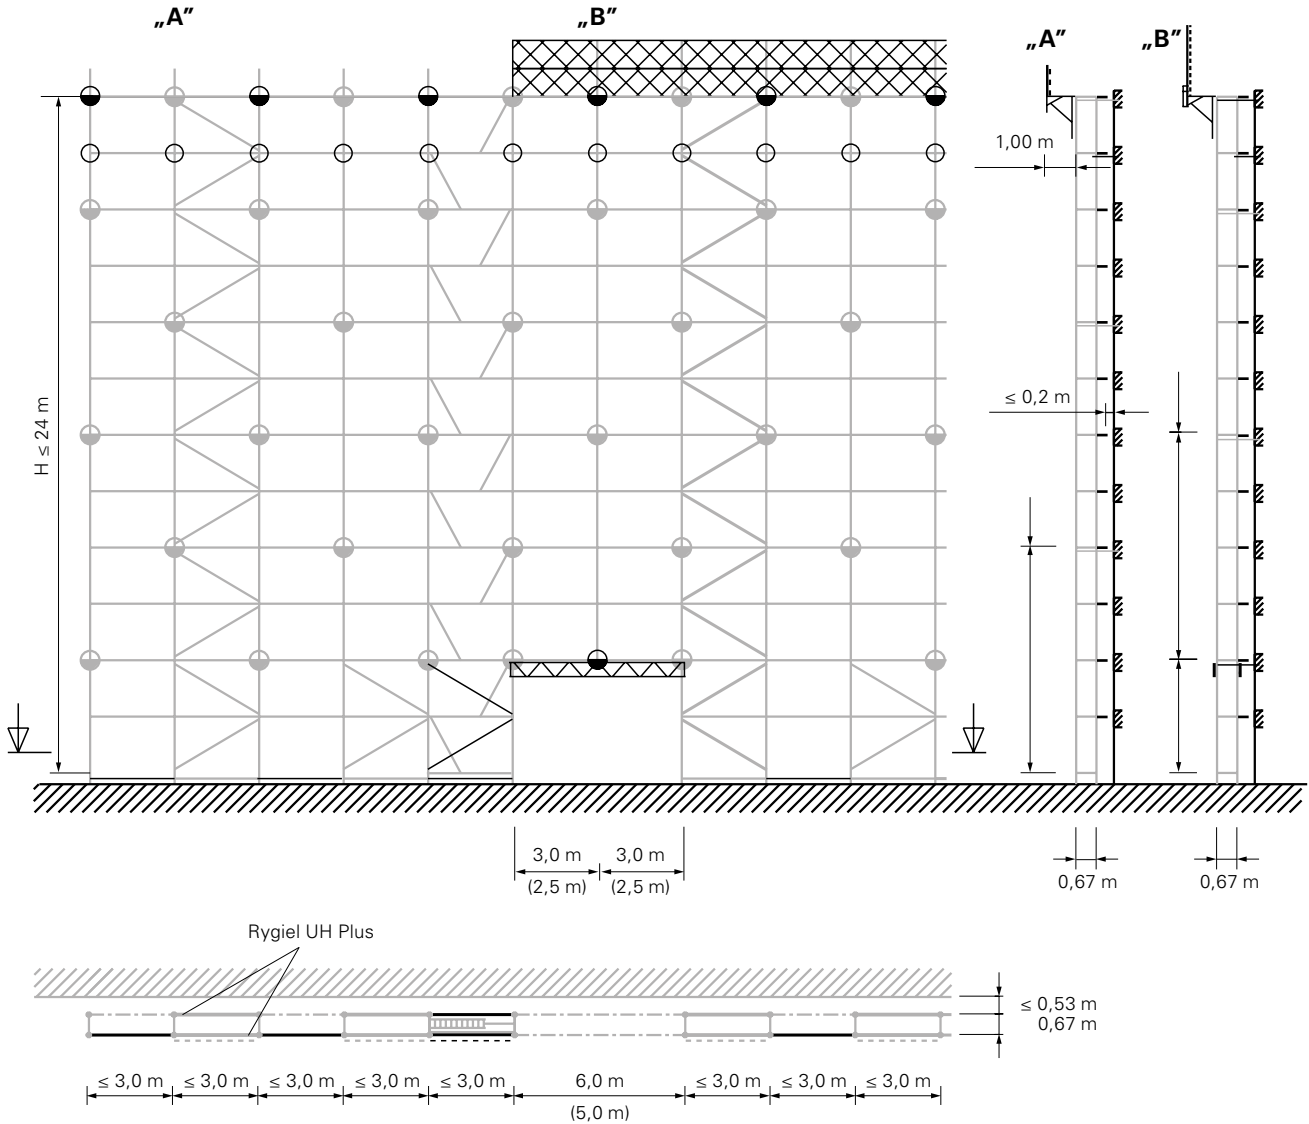 „A”
„B”
„A”
„B”
1,00 m
≤ 0,2 m
H ≤ 24 m
3,0 m
3,0 m
(2,5 m)
(2,5 m)
0,67 m
0,67 m
Rygiel UH Plus
≤ 0,53 m
0,67 m
≤ 3,0 m
≤ 3,0 m
≤ 3,0 m
≤ 3,0 m
≤ 3,0 m
6,0 m
≤ 3,0 m
≤ 3,0 m
≤ 3,0 m
(5,0 m)